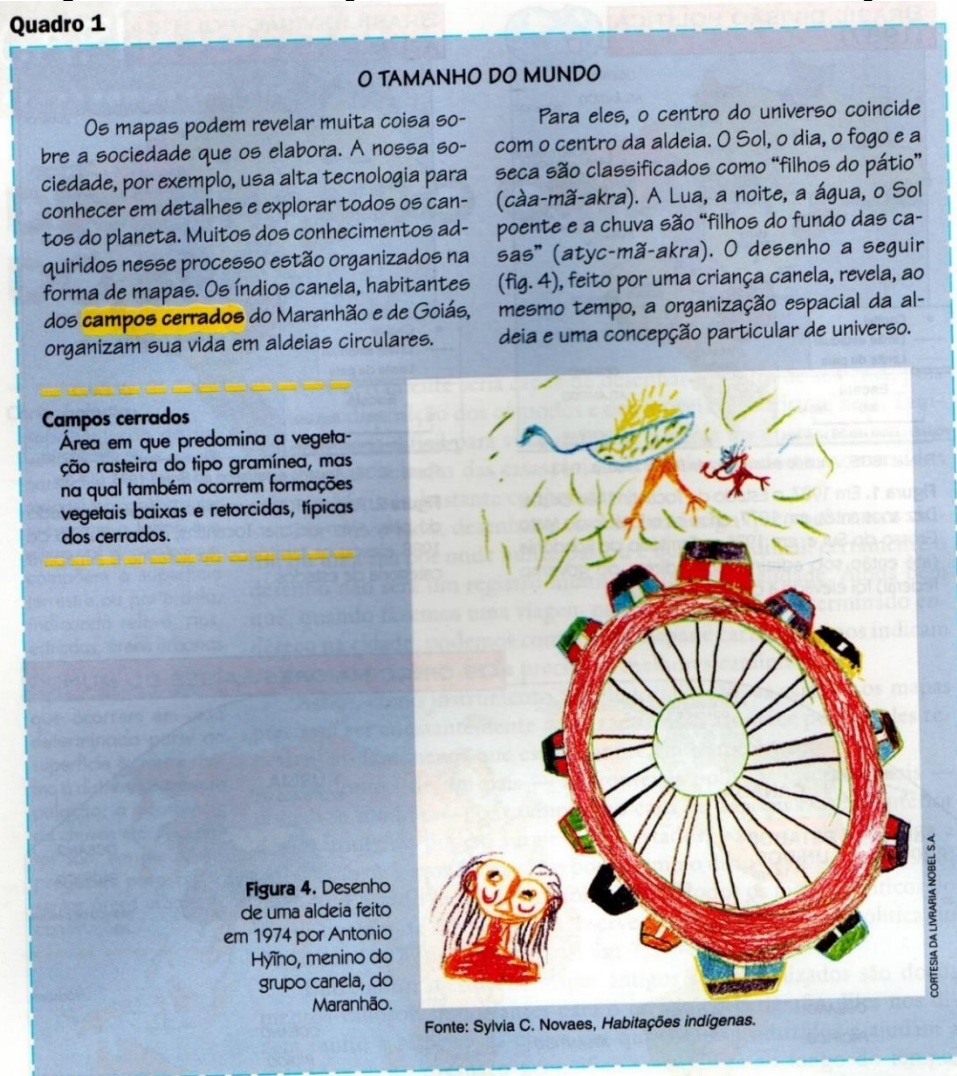 Quadro 1
O TAMANHO DO MUNDO
Os mapas podem revelar muita coisa so-
bre a sociedade que os elabora. A nossa so-
ciedade, por exemplo, usa alta tecnologia para
conhecer em detalhes e explorar todos os can-
tos do planeta. Muitos dos conhecimentos ad-
quiridos nesse processo estão organizados na
forma de mapas. Os índios canela, habitantes
dos campos cerrados do Maranhão e de Goiás,
organizam sua vida em aldeias circulares.
Para eles, o centro do universo coincide
com o centro da aldeia. O Sol, o dia, o fogo e a
seca são classificados como “filhos do pátio”
(càa-mã-akra). A Lua, a noite, a água, o Sol
poente e a chuva são “filhos do fundo das ca-
sas” (atyc-mã-akra). O desenho a seguir
(fig. 4), feito por uma criança canela, revela, ao
mesmo tempo, a organização espacial da al-
deia e uma concepção particular de universo.
Campos cerrados
Área em que predomina a vegeta-
ção rasteira do tipo gramínea, mas
na qual também ocorrem formações
vegetais baixas e retorcidas, típicas
dos cerrados.
Figura 4. Desenho
de uma aldeia feito
em 1974 por Antonio
Hyĩno, menino do
grupo canela, do
Maranhão.
CORTESIA DA LIVRARIA NOBEL S.A.
Fonte: Sylvia C. Novaes, Habitações indígenas.